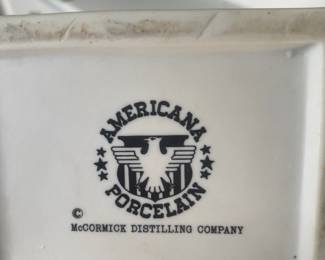 AMERICANA
PORCELAIN
©
McCORMICK DISTILLING COMPANY